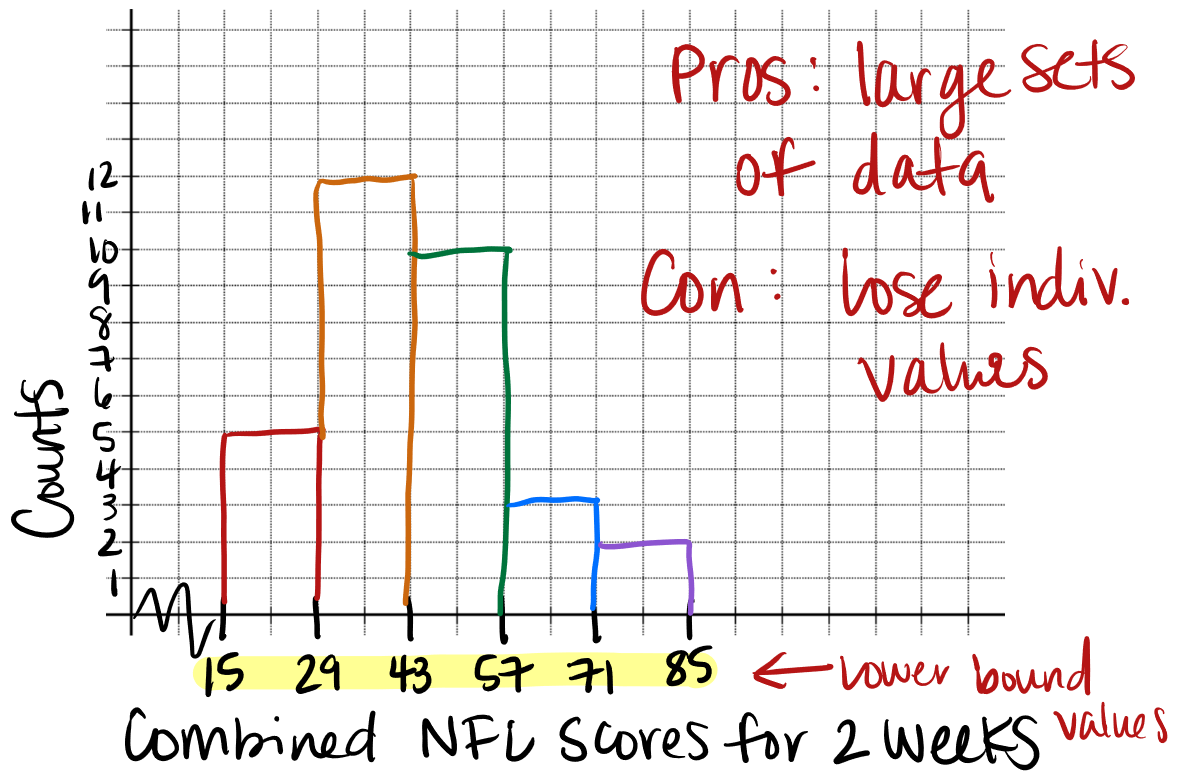 Pros: large sets
of data
Con: lose indiv.
values
12
11
10
9
8
7
6
5
4
3
2
1
Counts
15 29 43 57 71 85 ← lower bound
values
Combined NFL Scores for 2 weeks